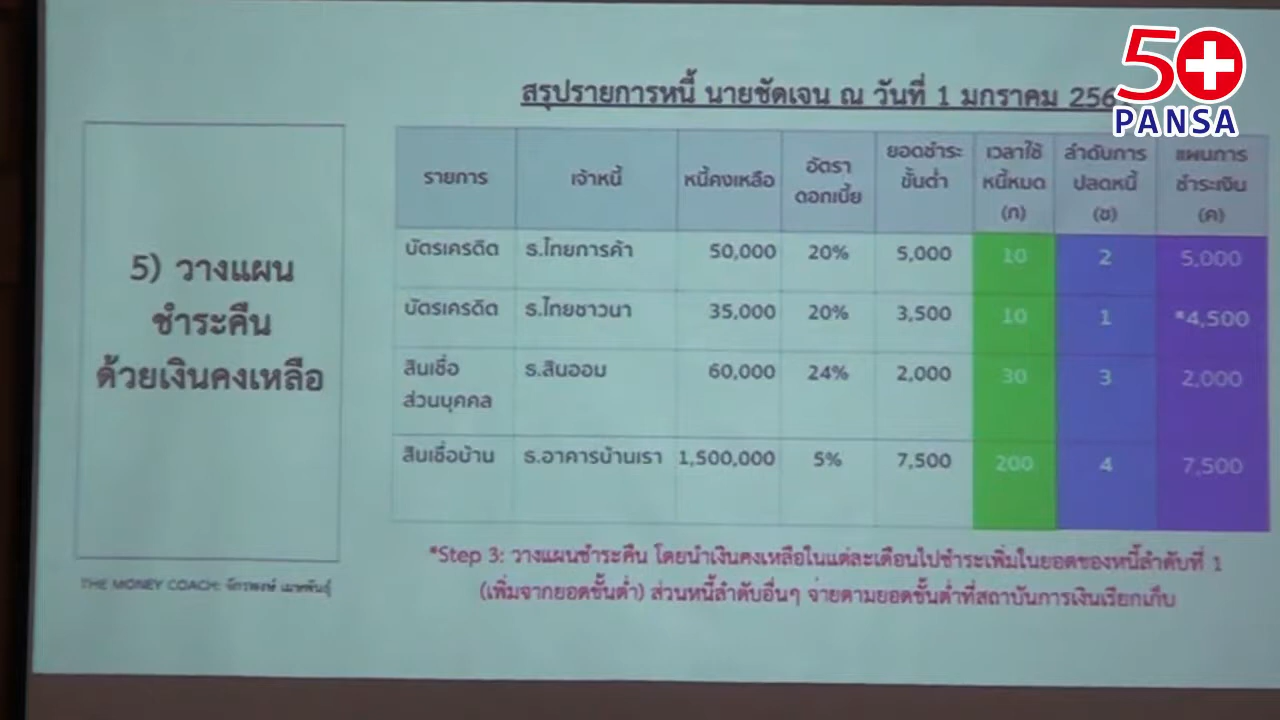 50+
PANSA
สรุปรายการหนี้ นายชัดเจน ณ วันที่ 1 มกราคม 256
5) วางแผน
ชำระคืน
ด้วยเงินคงเหลือ
รายการ เจ้าหนี้ หนี้คงเหลือ อัตราดอกเบี้ย ยอดชำระขั้นต่ำ เวลาใช้หนี้หมด (ก) ลำดับการปลดหนี้ (ข) แผนการชำระเงิน (ค)
บัตรเครดิต ธ.ไทยการค้า 50,000 20% 5,000 10 2 5,000
บัตรเครดิต ธ.ไทยชาวนา 35,000 20% 3,500 10 1 *4,500
สินเชื่อส่วนบุคคล ธ.สินออม 60,000 24% 2,000 30 3 2,000
สินเชื่อบ้าน ธ.อาคารบ้านเรา 1,500,000 5% 7,500 200 4 7,500
*Step 3: วางแผนชำระคืน โดยนำเงินคงเหลือในแต่ละเดือนไปชำระเพิ่มในยอดของหนี้ลำดับที่ 1
(เพิ่มจากยอดขั้นต่ำ) ส่วนหนี้ลำดับอื่นๆ จ่ายตามยอดขั้นต่ำที่สถาบันการเงินเรียกเก็บ
THE MONEY COACH: